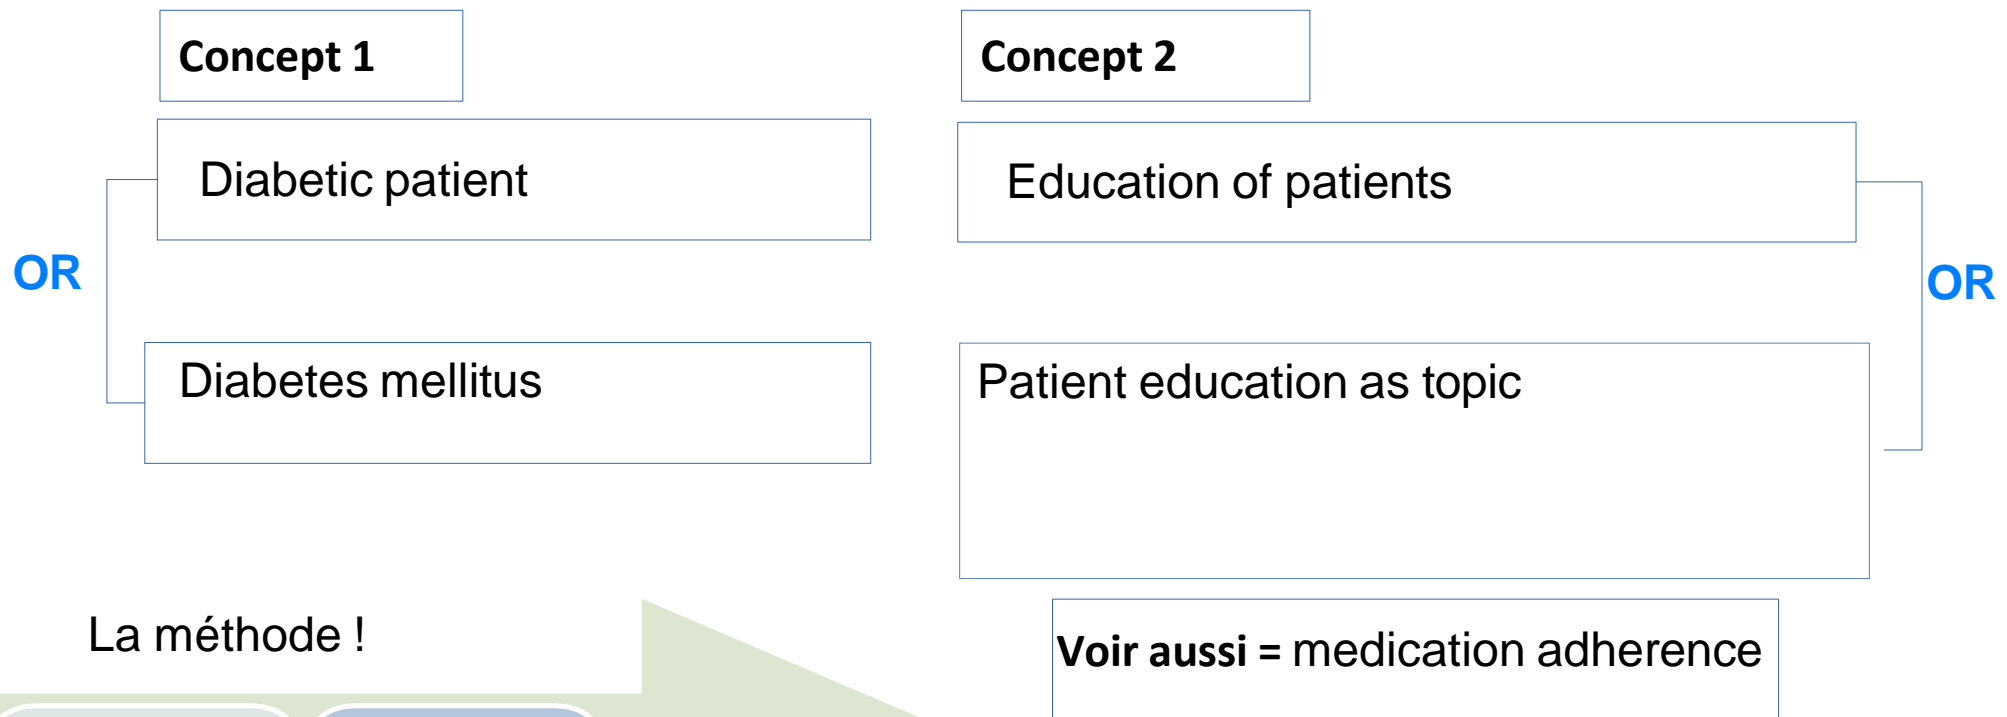 Concept 1
Concept 2
Diabetic patient
Education of patients
OR
OR
Diabetes mellitus
Patient education as topic
La méthode !
Voir aussi = medication adherence